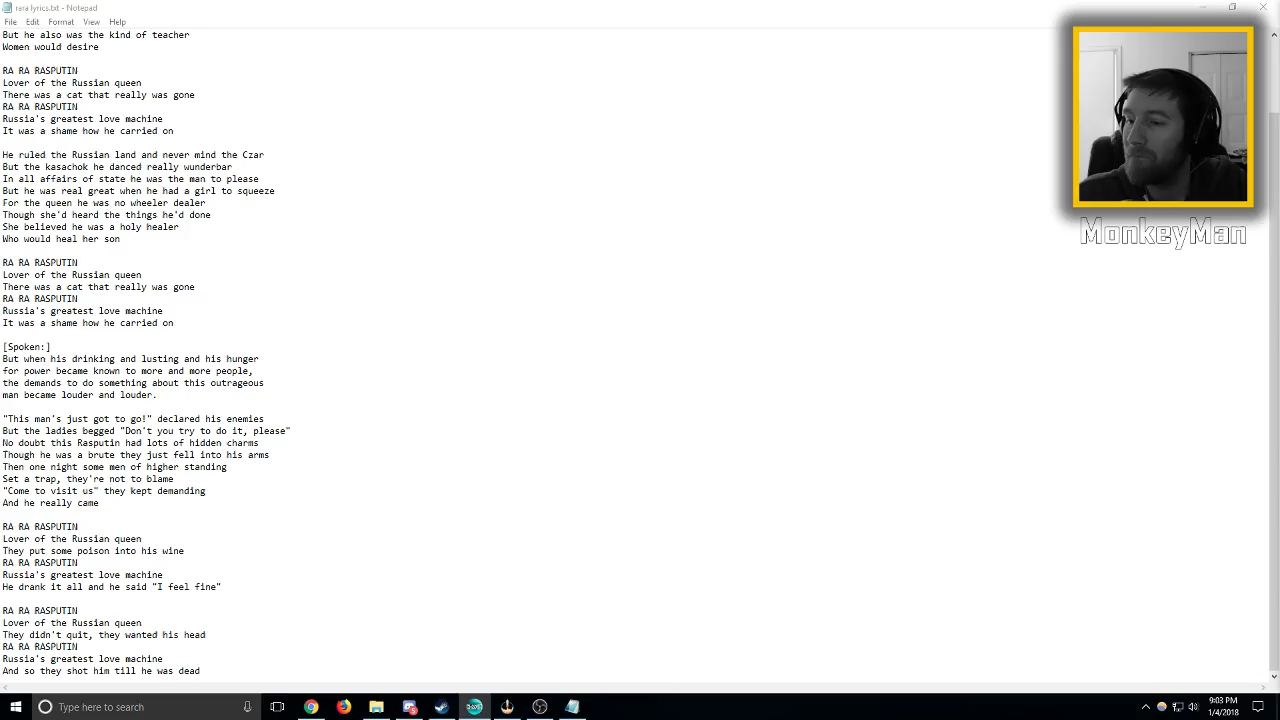 rara lyrics.txt - Notepad
File Edit Format View Help
But he also was the kind of teacher
Women would desire
RA RA RASPUTIN
Lover of the Russian queen
There was a cat that really was gone
RA RA RASPUTIN
Russia's greatest love machine
It was a shame how he carried on
He ruled the Russian land and never mind the Czar
But the kasachok he danced really wunderbar
In all affairs of state he was the man to please
But he was real great when he had a girl to squeeze
For the queen he was no wheeler dealer
Though she'd heard the things he'd done
She believed he was a holy healer
Who would heal her son
RA RA RASPUTIN
Lover of the Russian queen
There was a cat that really was gone
RA RA RASPUTIN
Russia's greatest love machine
It was a shame how he carried on
[Spoken:]
But when his drinking and lusting and his hunger
for power became known to more and more people,
the demands to do something about this outrageous
man became louder and louder.
"This man's just got to go!" declared his enemies
But the ladies begged "Don't you try to do it, please"
No doubt this Rasputin had lots of hidden charms
Though he was a brute they just fell into his arms
Then one night some men of higher standing
Set a trap, they're not to blame
"Come to visit us" they kept demanding
And he really came
RA RA RASPUTIN
Lover of the Russian queen
They put some poison into his wine
RA RA RASPUTIN
Russia's greatest love machine
He drank it all and he said "I feel fine"
RA RA RASPUTIN
Lover of the Russian queen
They didn't quit, they wanted his head
RA RA RASPUTIN
Russia's greatest love machine
And so they shot him till he was dead
MonkeyMan
Type here to search
9:03 PM
1/4/2018